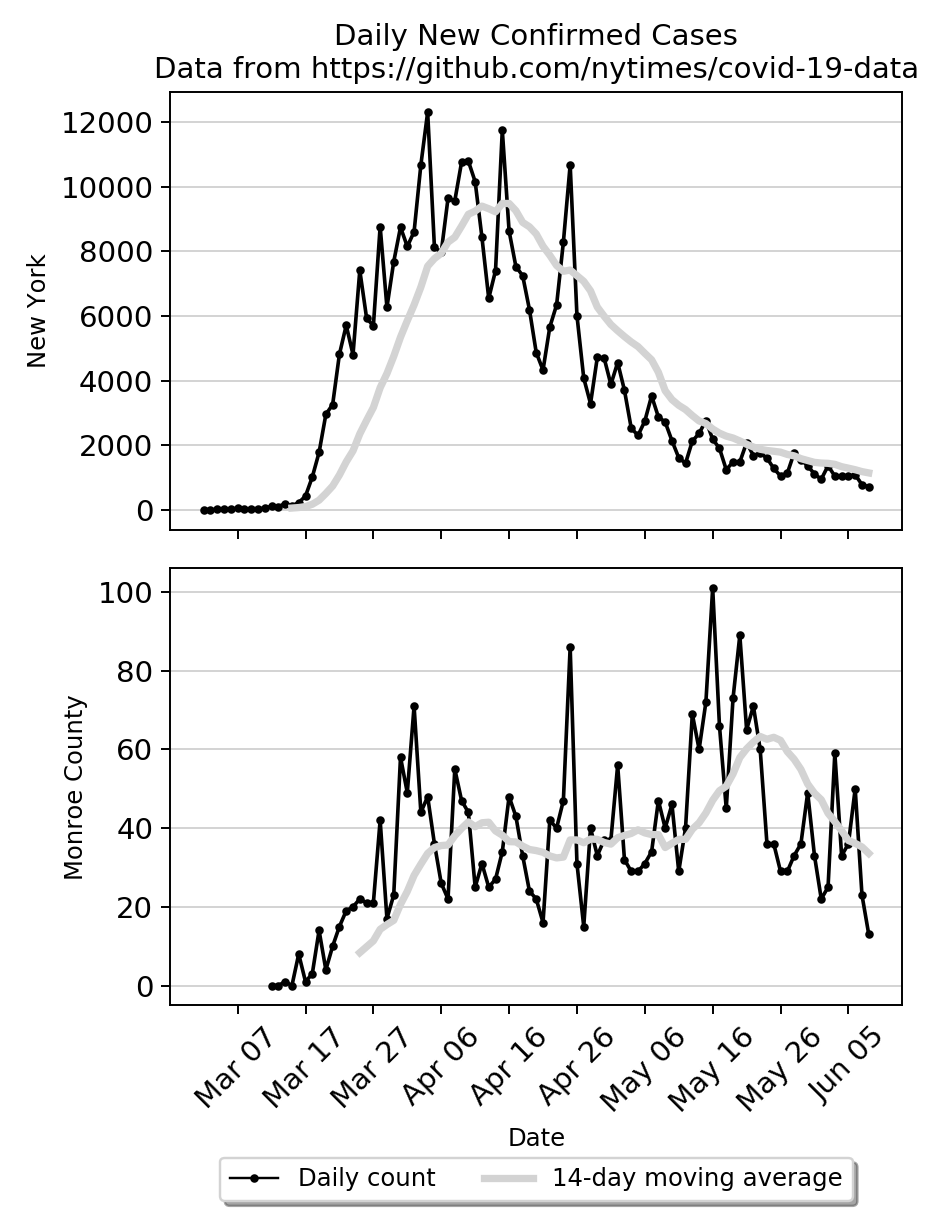 Daily New Confirmed Cases
Data from https://github.com/nytimes/covid-19-data
New York
12000
10000
8000
6000
4000
2000
0
Monroe County
100
80
60
40
20
0
Mar 07
Mar 17
Mar 27
Apr 06
Apr 16
Apr 26
May 06
May 16
May 26
Jun 05
Date
Daily count
14-day moving average